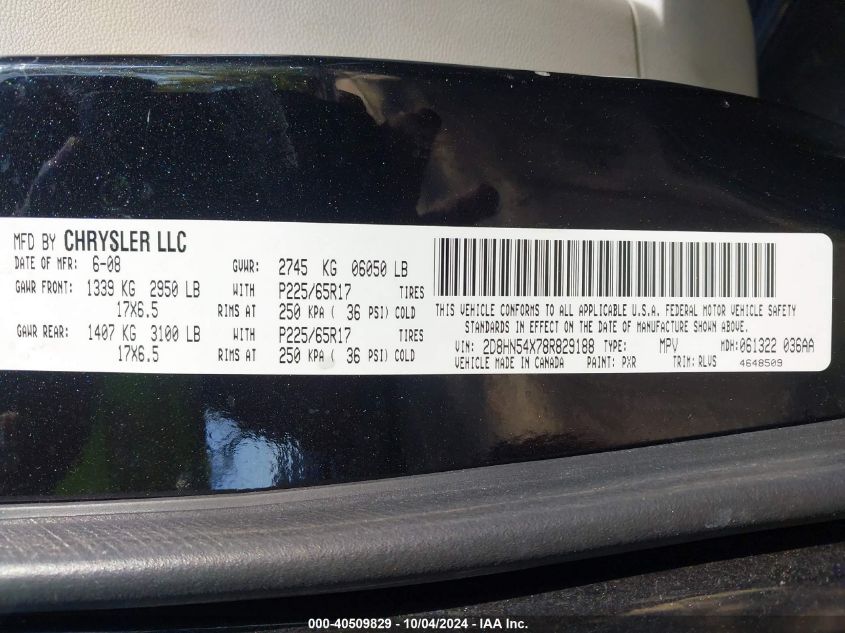 MFD BY CHRYSLER LLC
DATE OF MFR: 6-08 GVWR: 2745 KG 06050 LB
GAWR FRONT: 1339 KG 2950 LB WITH P225/65R17 TIRES
17X6.5 RIMS AT 250 KPA ( 36 PSI) COLD
GAWR REAR: 1407 KG 3100 LB WITH P225/65R17 TIRES
17X6.5 RIMS AT 250 KPA ( 36 PSI) COLD
THIS VEHICLE CONFORMS TO ALL APPLICABLE U.S.A. FEDERAL MOTOR VEHICLE SAFETY
STANDARDS IN EFFECT ON THE DATE OF MANUFACTURE SHOWN ABOVE.
VIN: 2D8HN54X78R829188 TYPE: MPV MDH: 061322 036AA
VEHICLE MADE IN CANADA PAINT: PXR TRIM: RLVS 4648509
000-40509829 - 10/04/2024 - IAA Inc.